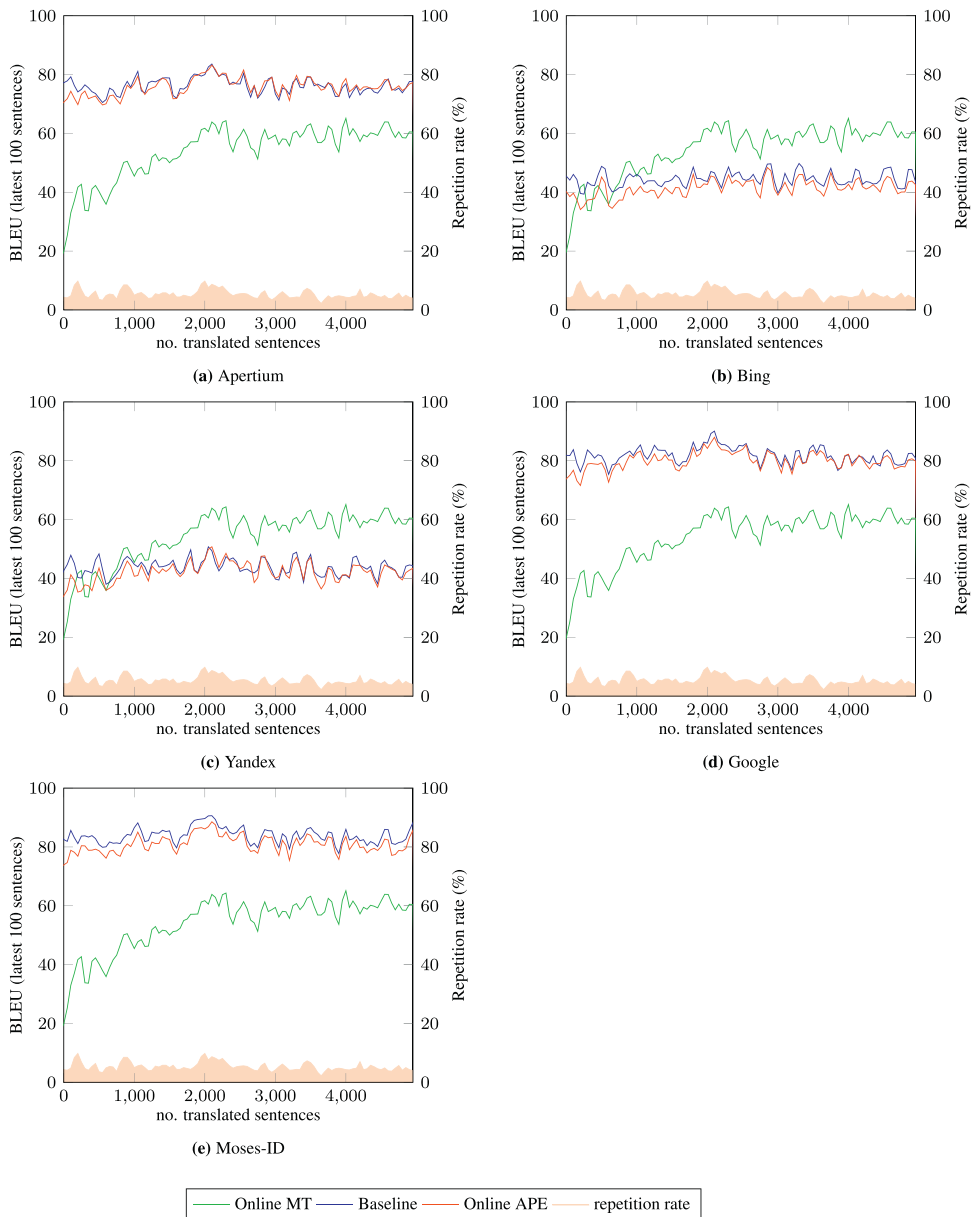 100
80
60
40
20
0
BLEU (latest 100 sentences)
100
80
60
40
20
0
Repetition rate (%)
0 1,000 2,000 3,000 4,000
no. translated sentences
(a) Apertium
100
80
60
40
20
0
BLEU (latest 100 sentences)
100
80
60
40
20
0
Repetition rate (%)
0 1,000 2,000 3,000 4,000
no. translated sentences
(b) Bing
100
80
60
40
20
0
BLEU (latest 100 sentences)
100
80
60
40
20
0
Repetition rate (%)
0 1,000 2,000 3,000 4,000
no. translated sentences
(c) Yandex
100
80
60
40
20
0
BLEU (latest 100 sentences)
100
80
60
40
20
0
Repetition rate (%)
0 1,000 2,000 3,000 4,000
no. translated sentences
(d) Google
100
80
60
40
20
0
BLEU (latest 100 sentences)
100
80
60
40
20
0
Repetition rate (%)
0 1,000 2,000 3,000 4,000
no. translated sentences
(e) Moses-ID
Online MT Baseline Online APE repetition rate